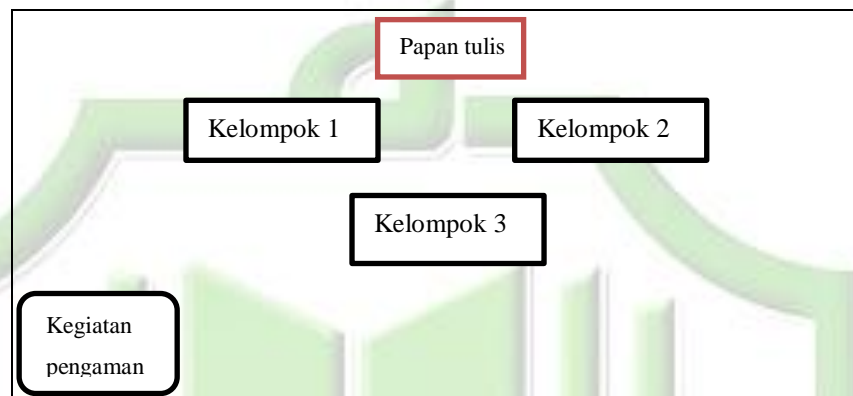 Papan tulis
Kelompok 1
Kelompok 2
Kelompok 3
Kegiatan
pengaman